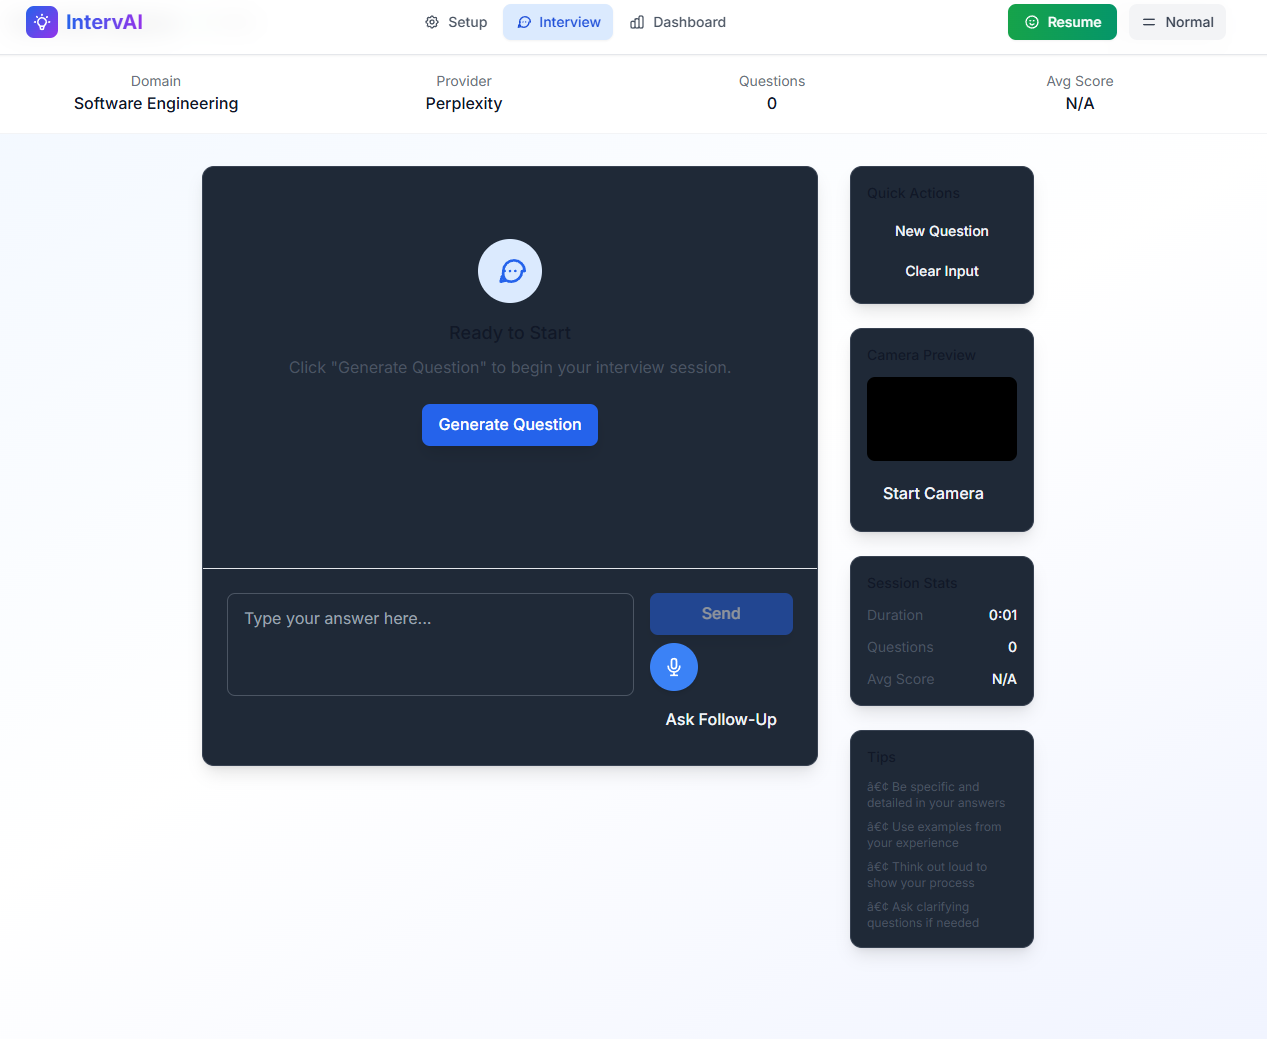 IntervAI
Setup
Interview
Dashboard
Resume
Normal
Domain
Software Engineering
Provider
Perplexity
Questions
0
Avg Score
N/A
Ready to Start
Click "Generate Question" to begin your interview session.
Generate Question
Type your answer here...
Send
Ask Follow-Up
Quick Actions
New Question
Clear Input
Camera Preview
Start Camera
Session Stats
Duration 0:01
Questions 0
Avg Score N/A
Tips
â€¢ Be specific and
detailed in your answers
â€¢ Use examples from
your experience
â€¢ Think out loud to
show your process
â€¢ Ask clarifying
questions if needed